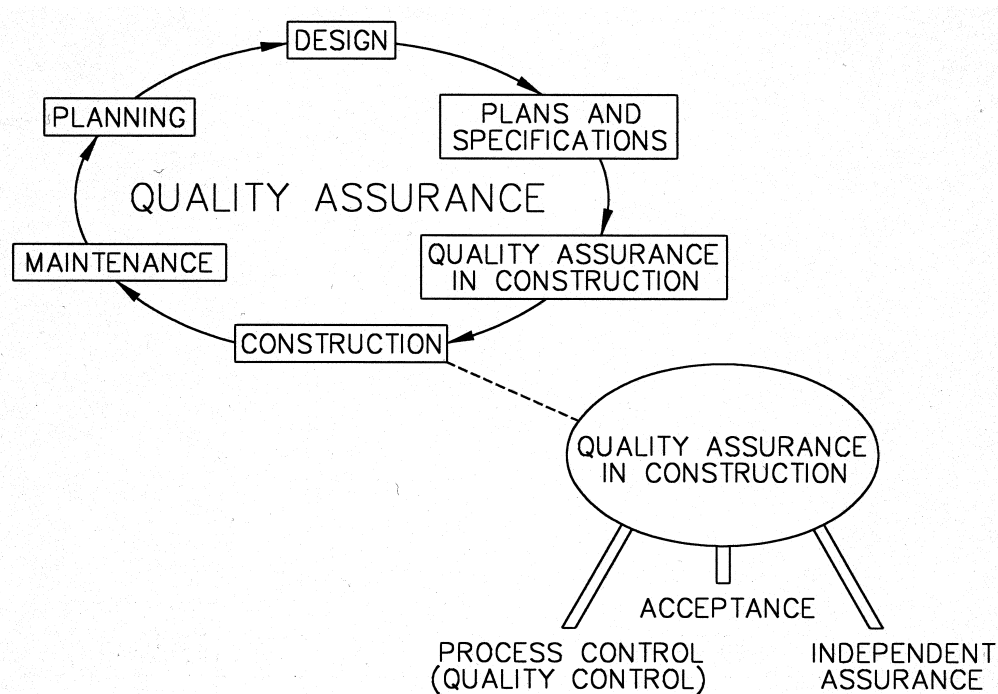 DESIGN
PLANNING
PLANS AND
SPECIFICATIONS
QUALITY ASSURANCE
MAINTENANCE
QUALITY ASSURANCE
IN CONSTRUCTION
CONSTRUCTION
QUALITY ASSURANCE
IN CONSTRUCTION
ACCEPTANCE
PROCESS CONTROL
(QUALITY CONTROL)
INDEPENDENT
ASSURANCE